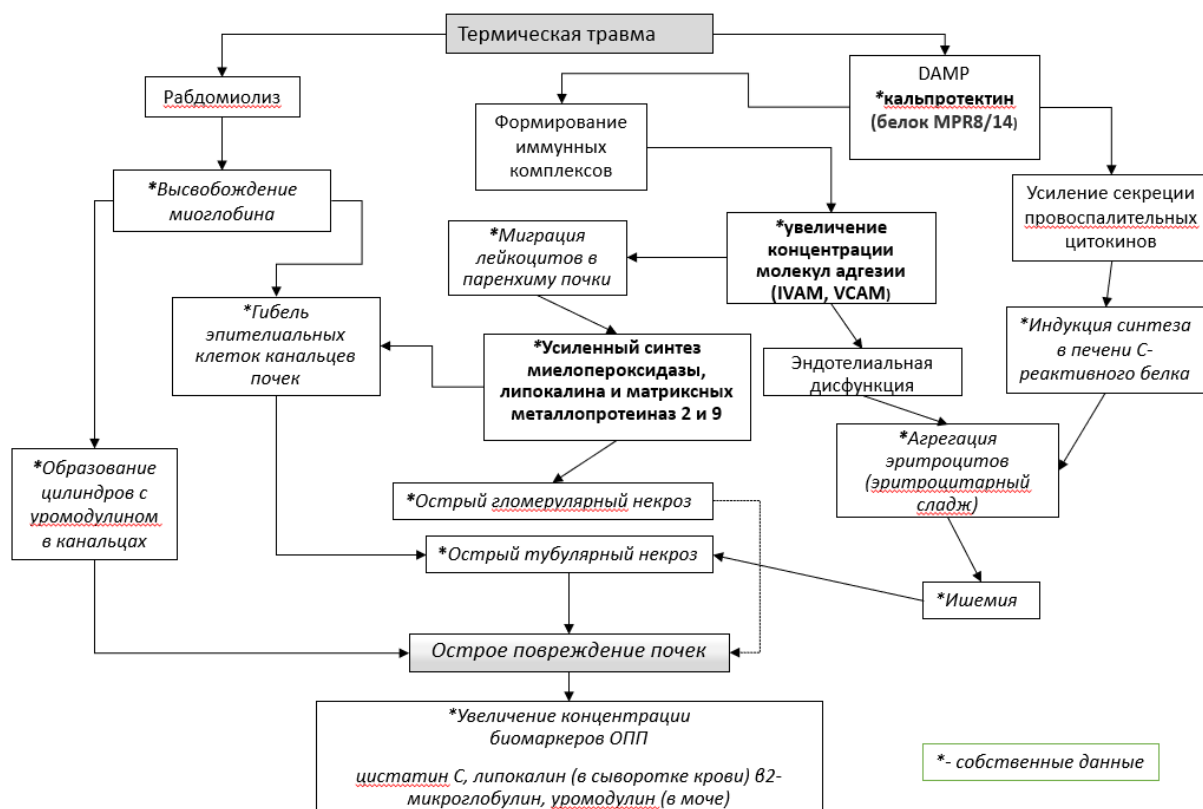 Термическая травма
Рабдомиолиз
DAMP
*кальпротектин
(белок MPR8/14)
Формирование
иммунных
комплексов
*Высвобождение
миоглобина
Усиление секреции
провоспалительных
цитокинов
*Миграция
лейкоцитов в
паренхиму почки
*увеличение
концентрации
молекул адгезии
(IVAM, VCAM)
*Гибель
эпителиальных
клеток канальцев
почек
*Усиленный синтез
миелопероксидазы,
липокалина и матриксных
металлопротеиназ 2 и 9
Эндотелиальная
дисфункция
*Индукция синтеза
в печени С-
реактивного белка
*Образование
цилиндров с
уромодулином
в канальцах
*Агрегация
эритроцитов
(эритроцитарный
сладж)
*Острый гломерулярный некроз
*Острый тубулярный некроз
*Ишемия
Острое повреждение почек
*Увеличение концентрации
биомаркеров ОПП
цистатин С, липокалин (в сыворотке крови) β2-
микроглобулин, уромодулин (в моче)
*- собственные данные